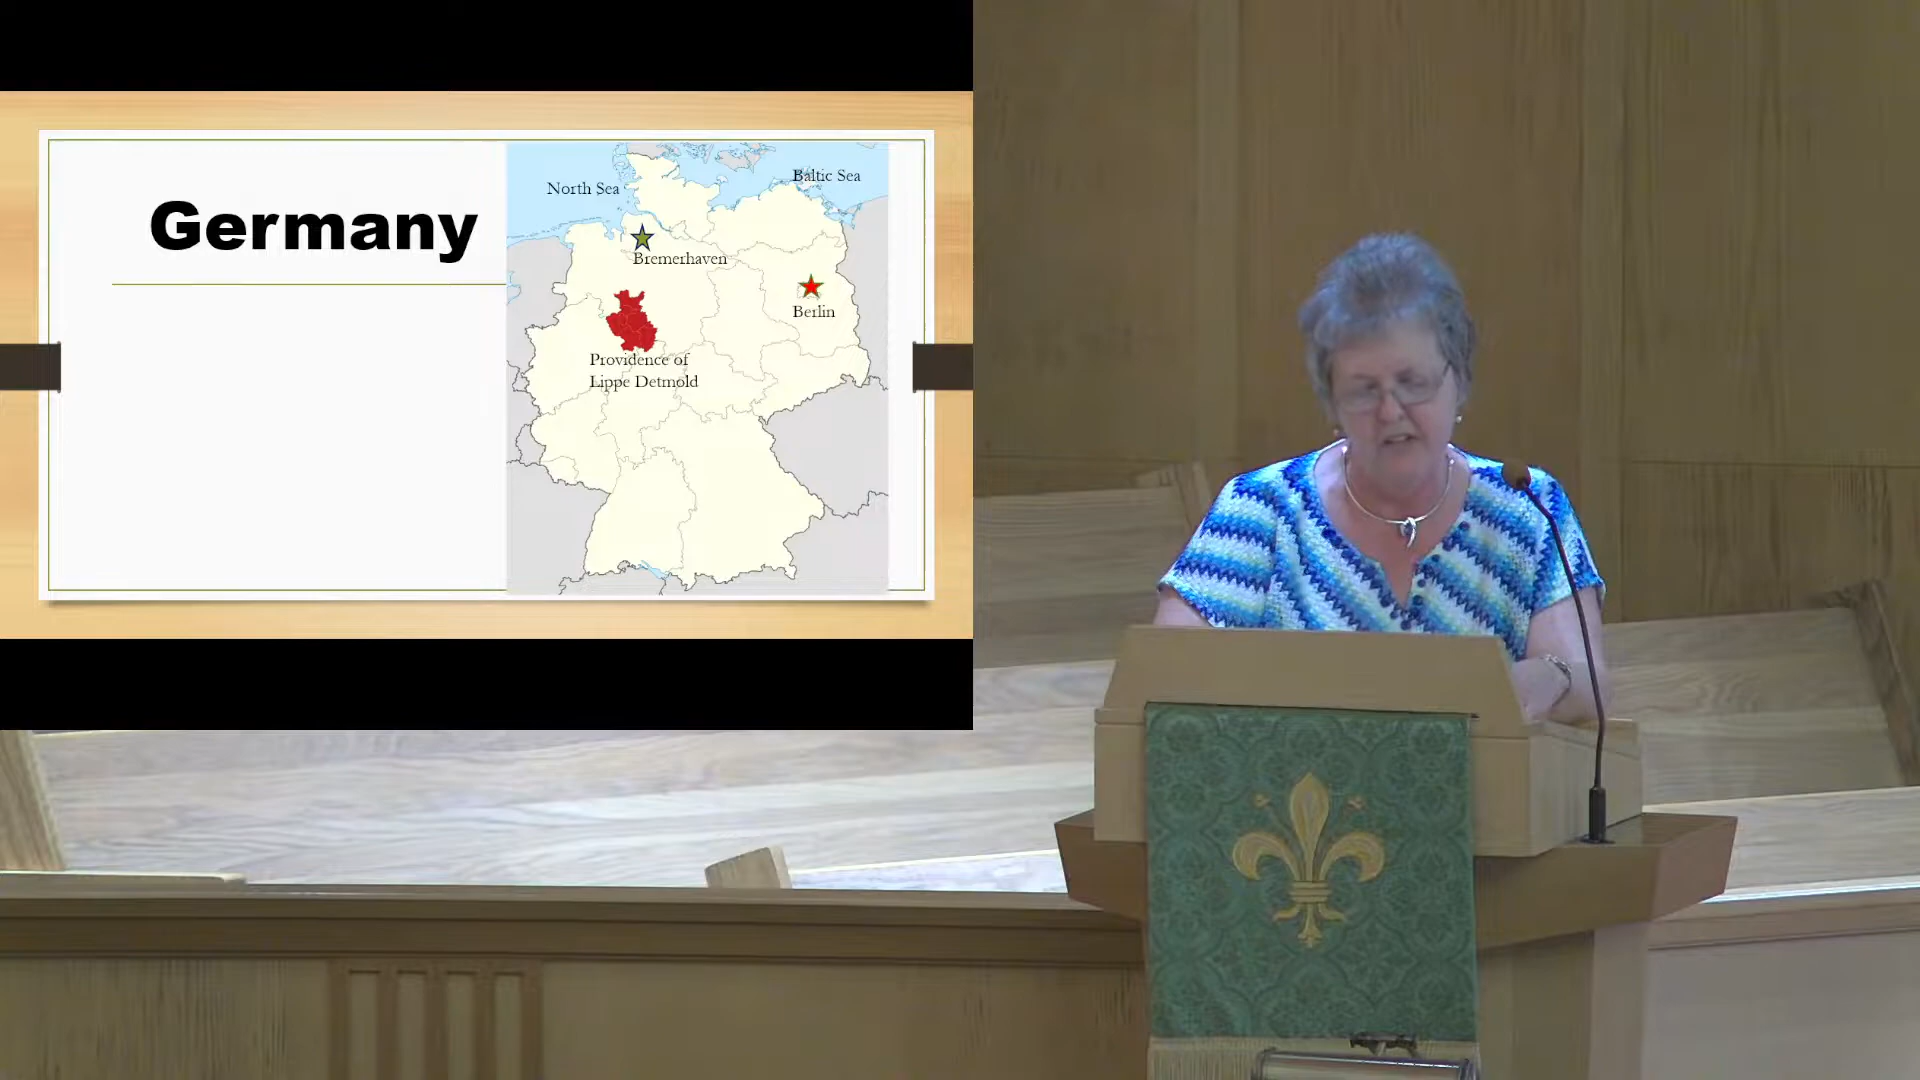 Germany
North Sea
Baltic Sea
Bremerhaven
Berlin
Providence of
Lippe Detmold